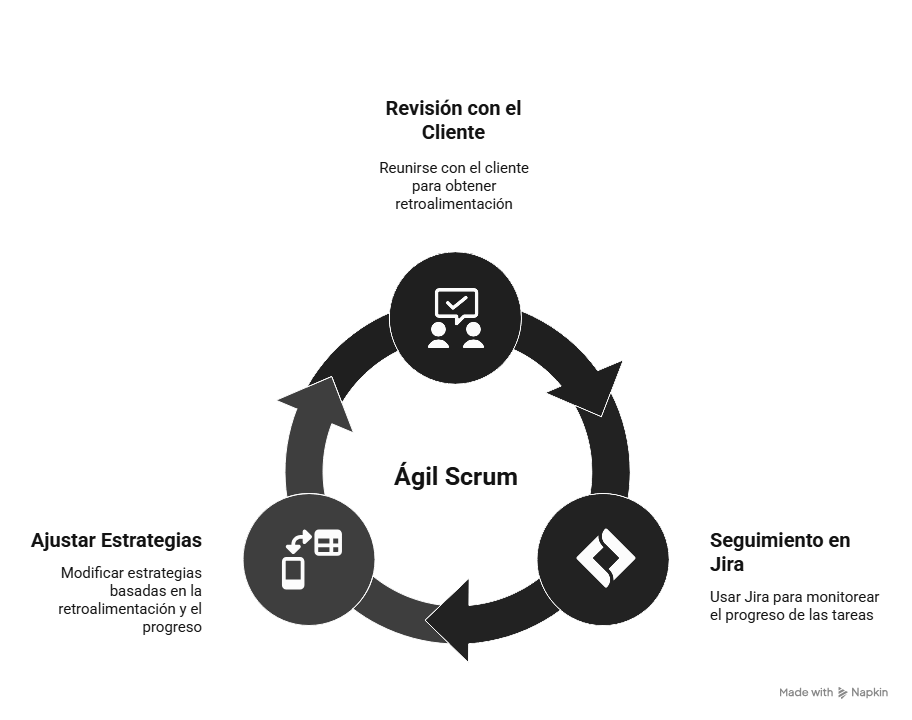 Revisión con el
Cliente
Reunirse con el cliente
para obtener
retroalimentación
Ágil Scrum
Ajustar Estrategias
Modificar estrategias
basadas en la
retroalimentación y el
progreso
Seguimiento en
Jira
Usar Jira para monitorear
el progreso de las tareas
Made with Napkin